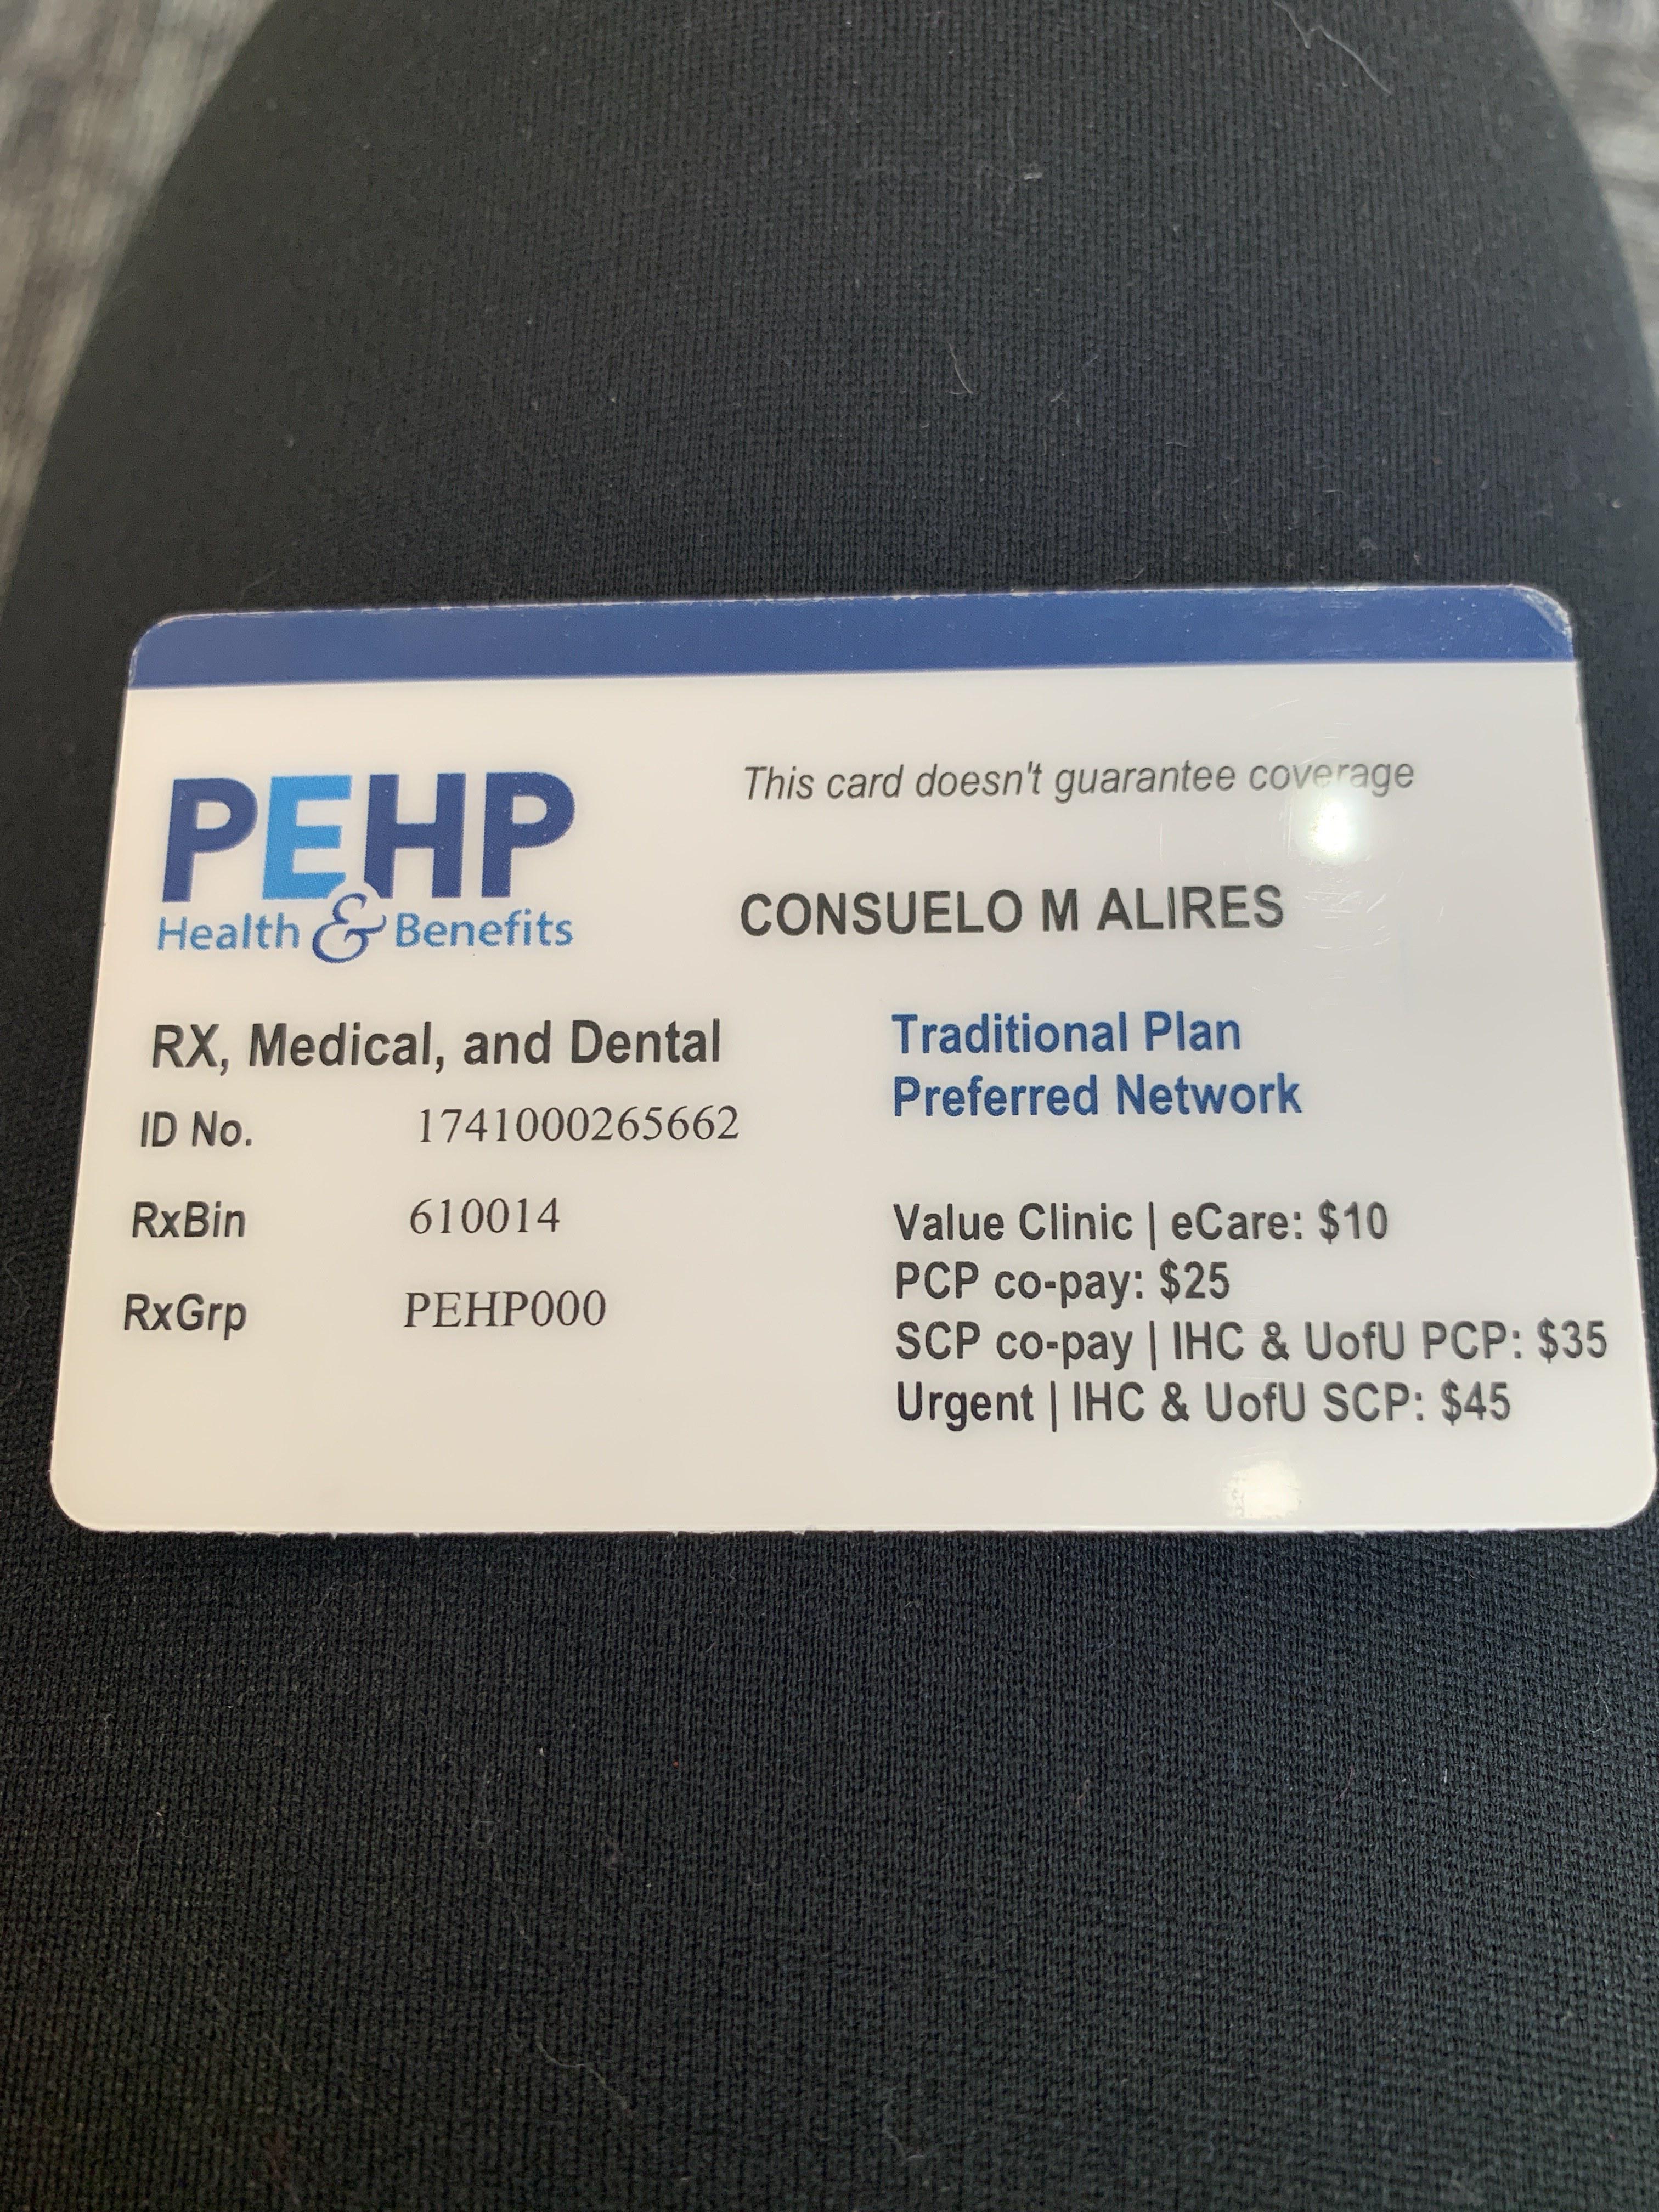 PEHP
Health & Benefits
This card doesn't guarantee coverage
CONSUELO M ALIRES
RX, Medical, and Dental
ID No. 1741000265662
RxBin 610014
RxGrp PEHP000
Traditional Plan
Preferred Network
Value Clinic | eCare: $10
PCP co-pay: $25
SCP co-pay | IHC & UofU PCP: $35
Urgent | IHC & UofU SCP: $45